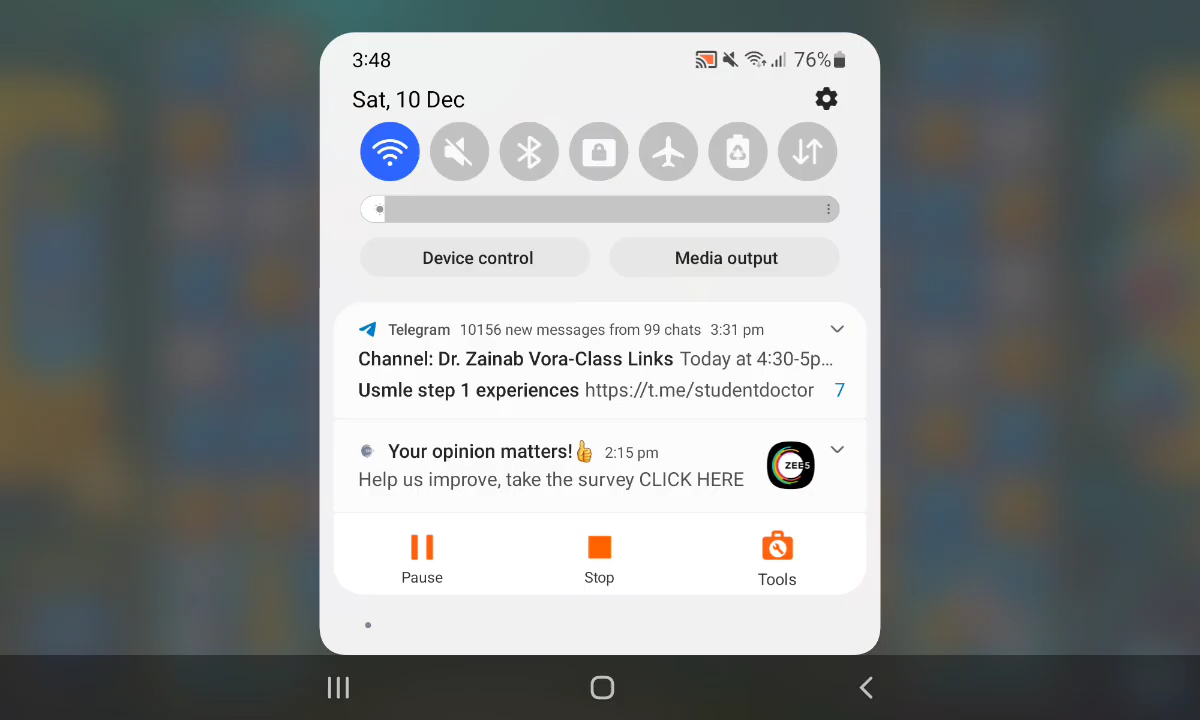 3:48 76%
Sat, 10 Dec
Device control Media output
Telegram 10156 new messages from 99 chats 3:31 pm
Channel: Dr. Zainab Vora-Class Links Today at 4:30-5p...
Usmle step 1 experiences https://t.me/studentdoctor 7
Your opinion matters!👍 2:15 pm
Help us improve, take the survey CLICK HERE
ZEE5
Pause Stop Tools